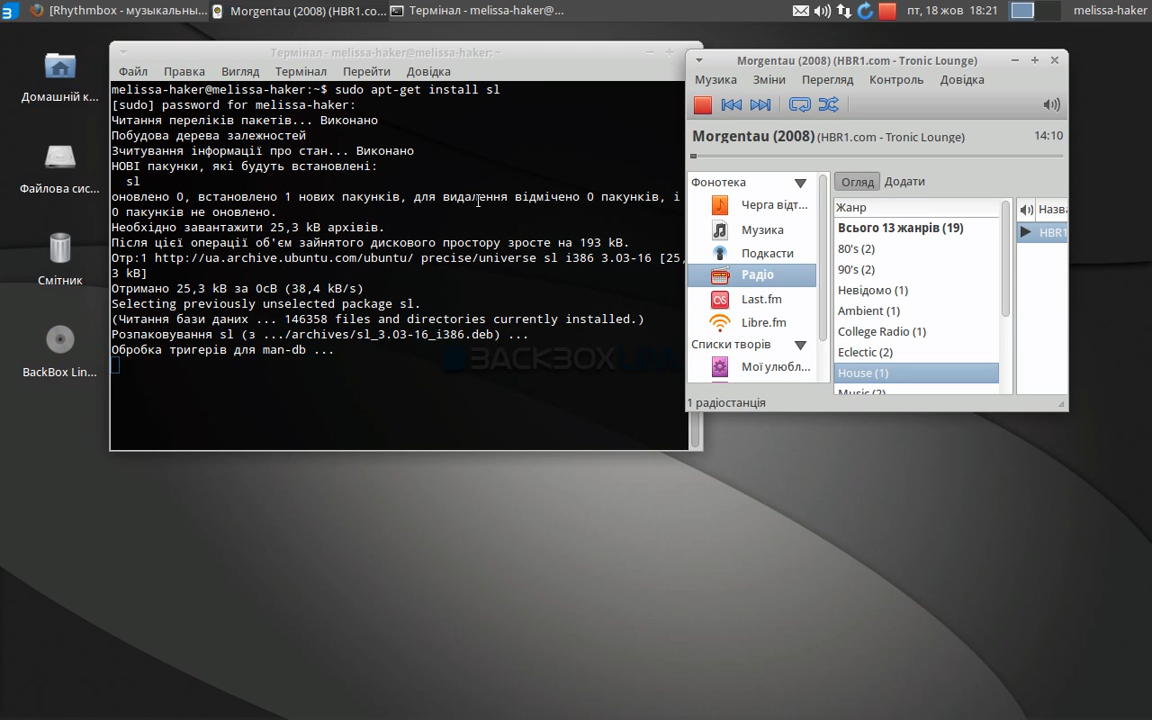 [Rhythmbox - музыкальны...
Morgentau (2008) (HBR1.co...
Термінал - melissa-haker@...
пт, 18 жов 18:21
melissa-haker
Домашній к...
Файлова сис...
Смітник
BackBox Lin...
Термінал - melissa-haker@melissa-haker: ~
Файл Правка Вигляд Термінал Перейти Довідка
melissa-haker@melissa-haker:~$ sudo apt-get install sl
[sudo] password for melissa-haker:
Читання переліків пакетів... Виконано
Побудова дерева залежностей
Зчитування інформації про стан... Виконано
НОВІ пакунки, які будуть встановлені:
sl
оновлено 0, встановлено 1 нових пакунків, для видалення відмічено 0 пакунків, і
0 пакунків не оновлено.
Необхідно завантажити 25,3 kB архівів.
Після цієї операції об'єм зайнятого дискового простору зросте на 193 kB.
Отр:1 http://ua.archive.ubuntu.com/ubuntu/ precise/universe sl i386 3.03-16 [25,
3 kB]
Отримано 25,3 kB за 0сB (38,4 kB/s)
Selecting previously unselected package sl.
(Читання бази даних ... 146358 files and directories currently installed.)
Розпаковування sl (з .../archives/sl_3.03-16_i386.deb) ...
Обробка тригерів для man-db ...
BACKBOX
Morgentau (2008) (HBR1.com - Tronic Lounge)
Музика Зміни Перегляд Контроль Довідка
Morgentau (2008) (HBR1.com - Tronic Lounge) 14:10
Фонотека
Черга відт...
Музика
Подкасти
Радіо
Last.fm
Libre.fm
Списки творів
Мої улюбл...
Огляд Додати
Жанр
Всього 13 жанрів (19)
80's (2)
90's (2)
Невідомо (1)
Ambient (1)
College Radio (1)
Eclectic (2)
House (1)
Music (2)
Назва
HBR1
1 радіостанція